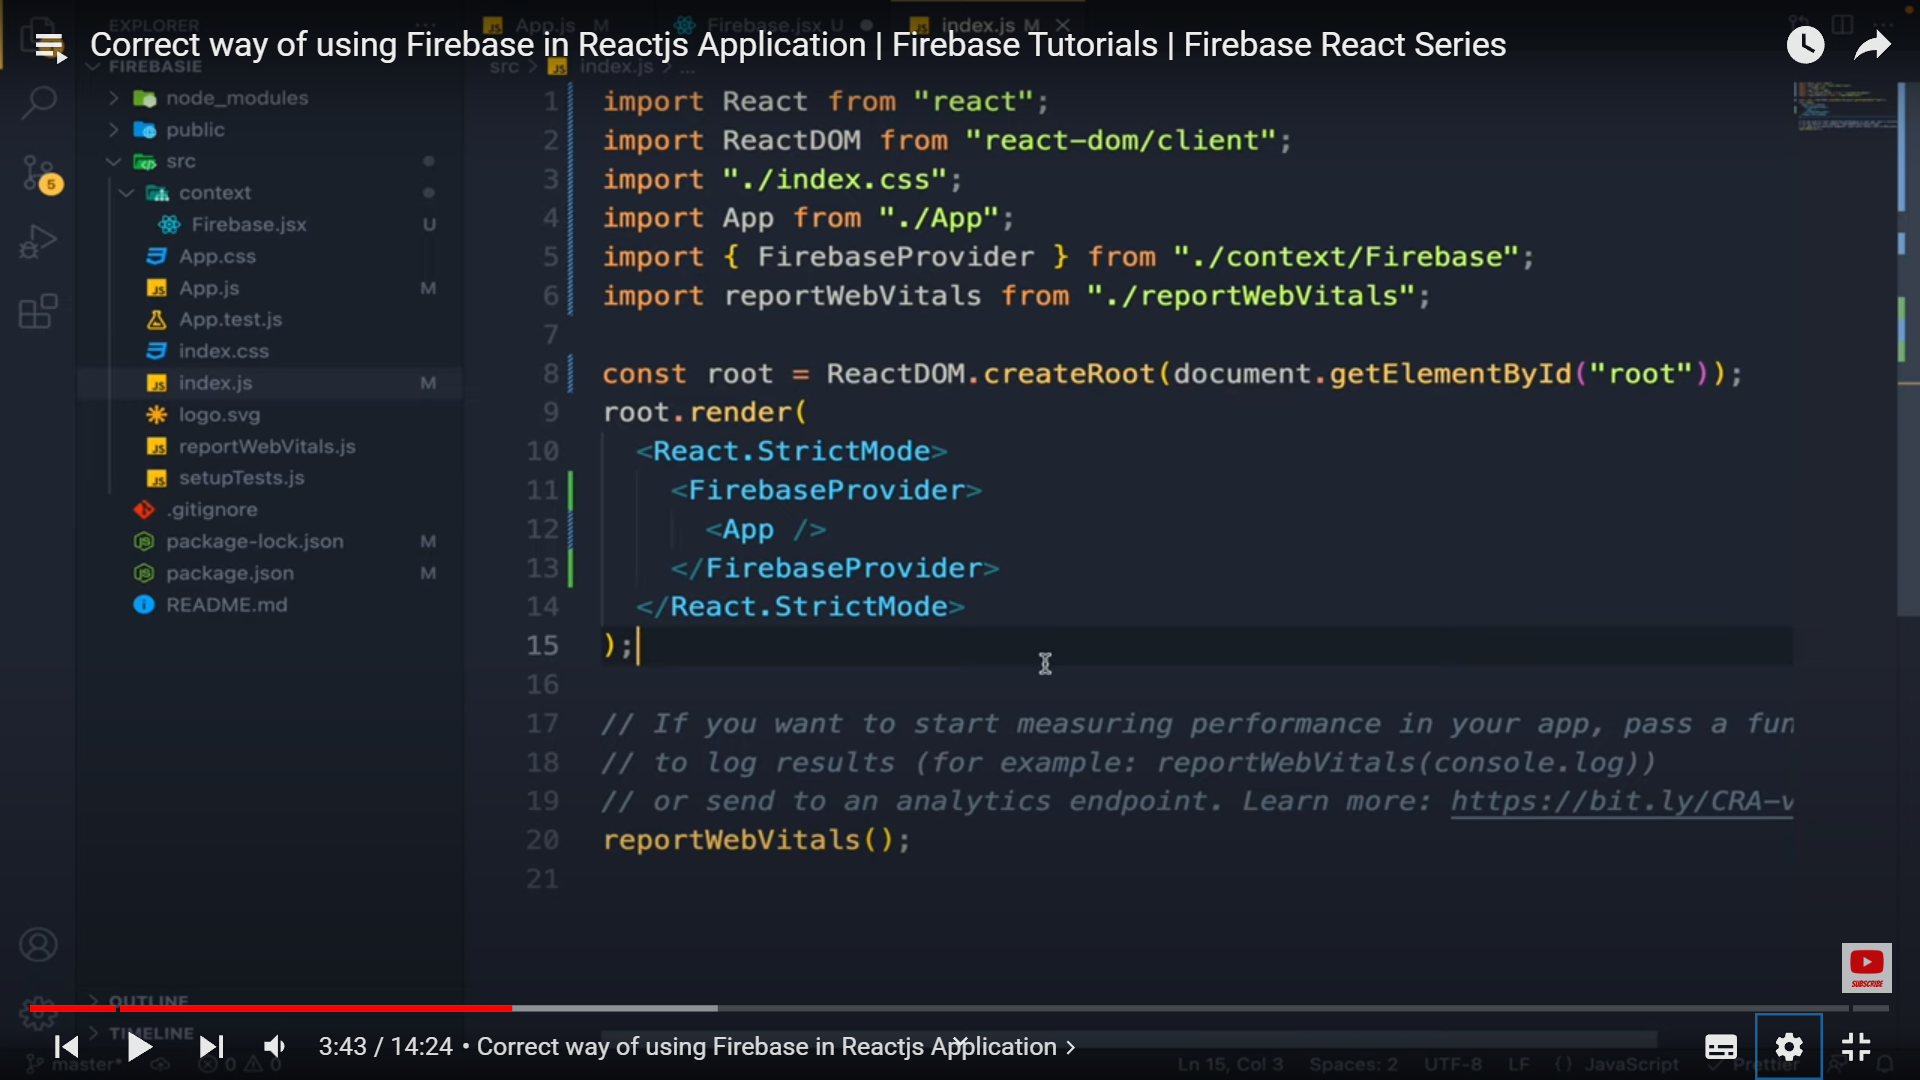 EXPLORER
App.js M
Firebase.jsx U
index.js M
Correct way of using Firebase in Reactjs Application | Firebase Tutorials | Firebase React Series
FIREBASIE
src > index.js > ...
node_modules
public
src
context
Firebase.jsx U
App.css
App.js M
App.test.js
index.css
index.js M
logo.svg
reportWebVitals.js
setupTests.js
.gitignore
package-lock.json M
package.json M
README.md
5
1 import React from "react";
2 import ReactDOM from "react-dom/client";
3 import "./index.css";
4 import App from "./App";
5 import { FirebaseProvider } from "./context/Firebase";
6 import reportWebVitals from "./reportWebVitals";
7
8 const root = ReactDOM.createRoot(document.getElementById("root"));
9 root.render(
10 <React.StrictMode>
11 <FirebaseProvider>
12 <App />
13 </FirebaseProvider>
14 </React.StrictMode>
15 );
16
17 // If you want to start measuring performance in your app, pass a fun
18 // to log results (for example: reportWebVitals(console.log))
19 // or send to an analytics endpoint. Learn more: https://bit.ly/CRA-v
20 reportWebVitals();
21
SUBSCRIBE
OUTLINE
TIMELINE
3:43 / 14:24 • Correct way of using Firebase in Reactjs Application >
master* 0 0 Ln 15, Col 3 Spaces: 2 UTF-8 LF {} JavaScript Prettier